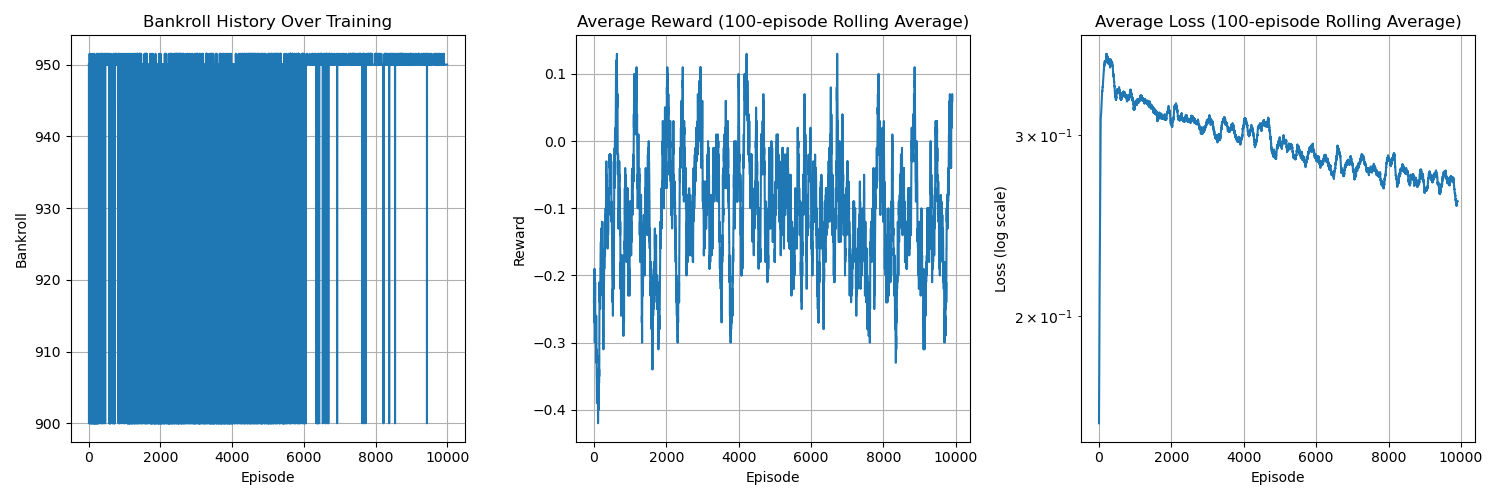 Bankroll History Over Training
Bankroll
950
940
930
920
910
900
0
2000
4000
6000
8000
10000
Episode
Average Reward (100-episode Rolling Average)
Reward
0.1
0.0
−0.1
−0.2
−0.3
−0.4
0
2000
4000
6000
8000
10000
Episode
Average Loss (100-episode Rolling Average)
Loss (log scale)
3 × 10⁻¹
2 × 10⁻¹
0
2000
4000
6000
8000
10000
Episode